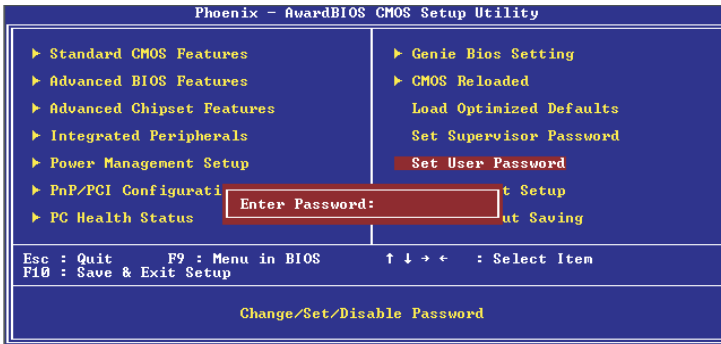 Phoenix - AwardBIOS CMOS Setup Utility
Standard CMOS Features
Advanced BIOS Features
Advanced Chipset Features
Integrated Peripherals
Power Management Setup
PnP/PCI Configurati
PC Health Status
Genie Bios Setting
CMOS Reloaded
Load Optimized Defaults
Set Supervisor Password
Set User Password
t Setup
ut Saving
Enter Password:
Esc : Quit F9 : Menu in BIOS ↑ ↓ → ← : Select Item
F10 : Save & Exit Setup
Change/Set/Disable Password